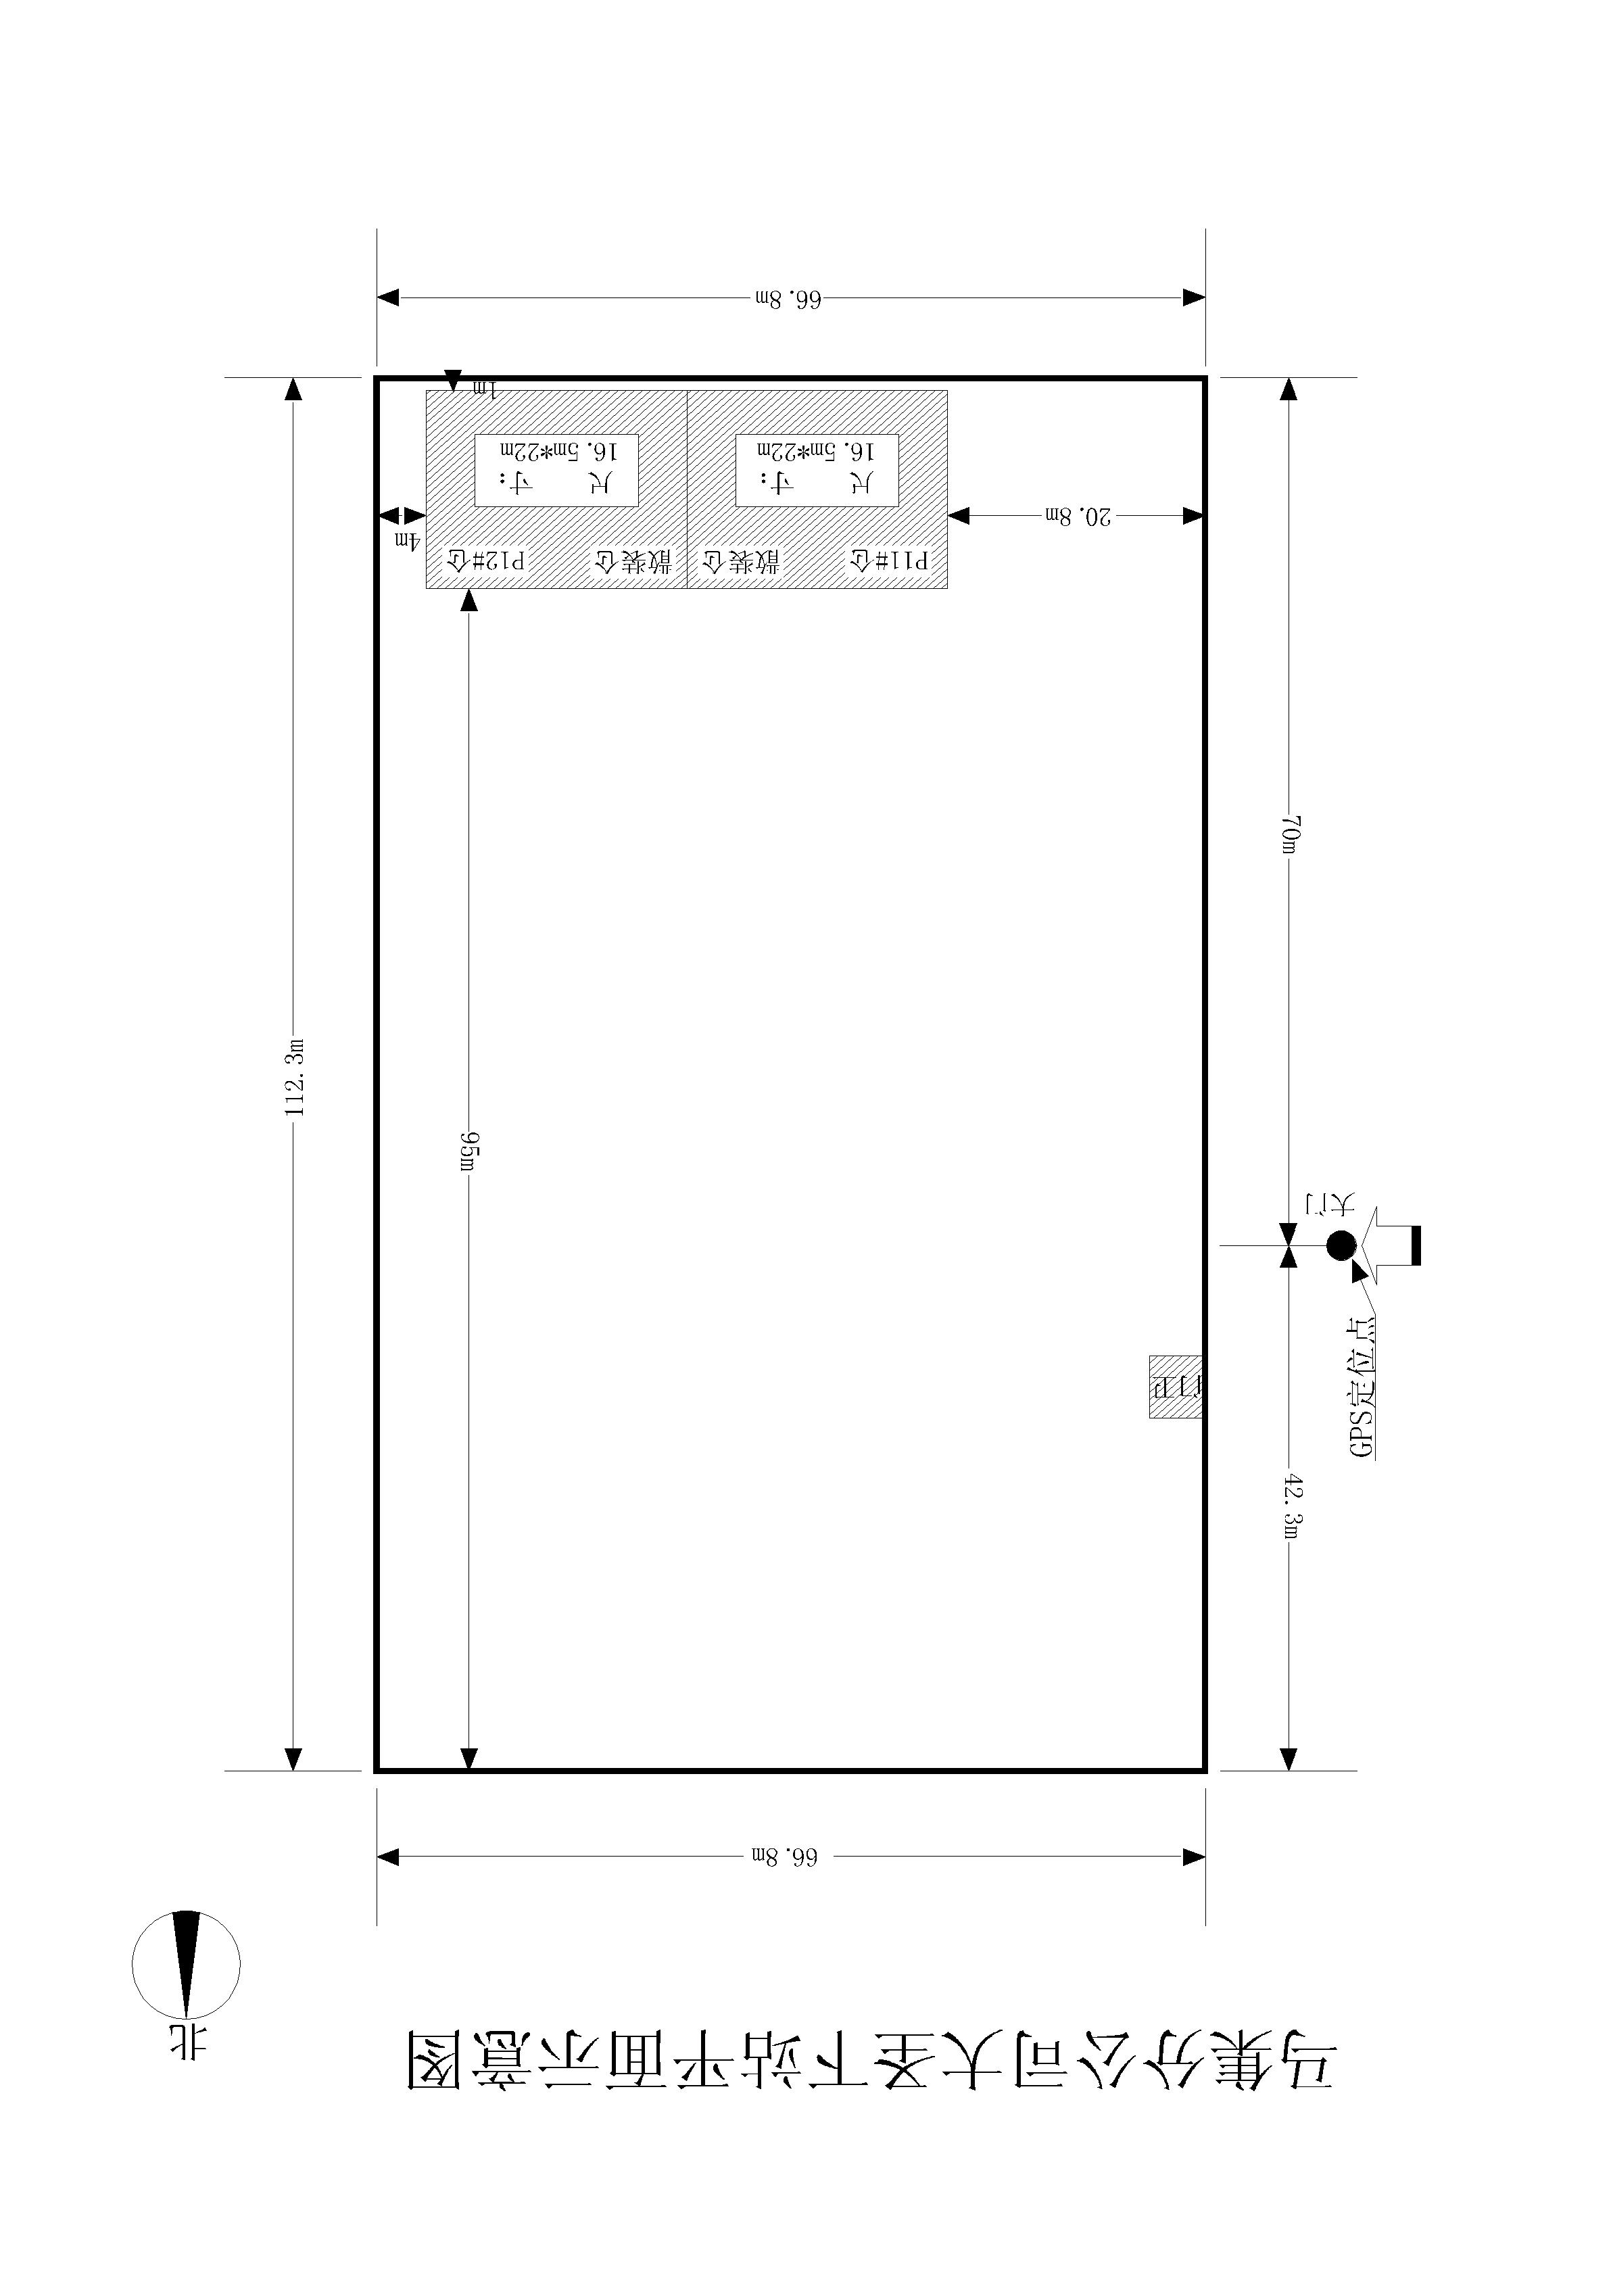 马集分公司大圣下站平面示意图
北
66.8m
42.3m
GPS定位点
门卫
大门
95m
112.3m
70m
P11#仓 散装仓 散装仓 P12#仓
4m
20.8m
尺 寸:
16.5m*22m
尺 寸:
16.5m*22m
1m
66.8m